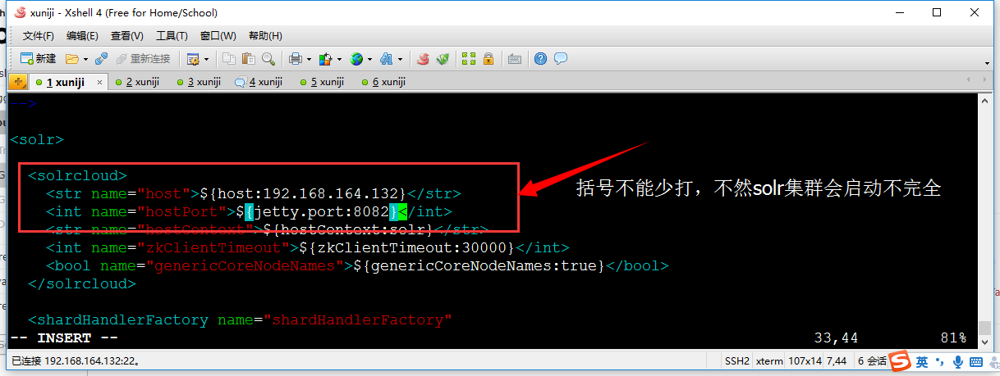 xuniji - Xshell 4 (Free for Home/School)
文件(F) 编辑(E) 查看(V) 工具(T) 窗口(W) 帮助(H)
新建 重新连接
1 xuniji × 2 xuniji 3 xuniji 4 xuniji 5 xuniji 6 xuniji
-->
<solr>
<solrcloud>
<str name="host">${host:192.168.164.132}</str>
<int name="hostPort">${jetty.port:8082}</int>
<str name="hostContext">${hostContext:solr}</str>
<int name="zkClientTimeout">${zkClientTimeout:30000}</int>
<bool name="genericCoreNodeNames">${genericCoreNodeNames:true}</bool>
</solrcloud>
括号不能少打，不然solr集群会启动不完全
<shardHandlerFactory name="shardHandlerFactory"
-- INSERT -- 33,44 81%
已连接 192.168.164.132:22。 SSH2 xterm 107x14 7,44 6 会话 英